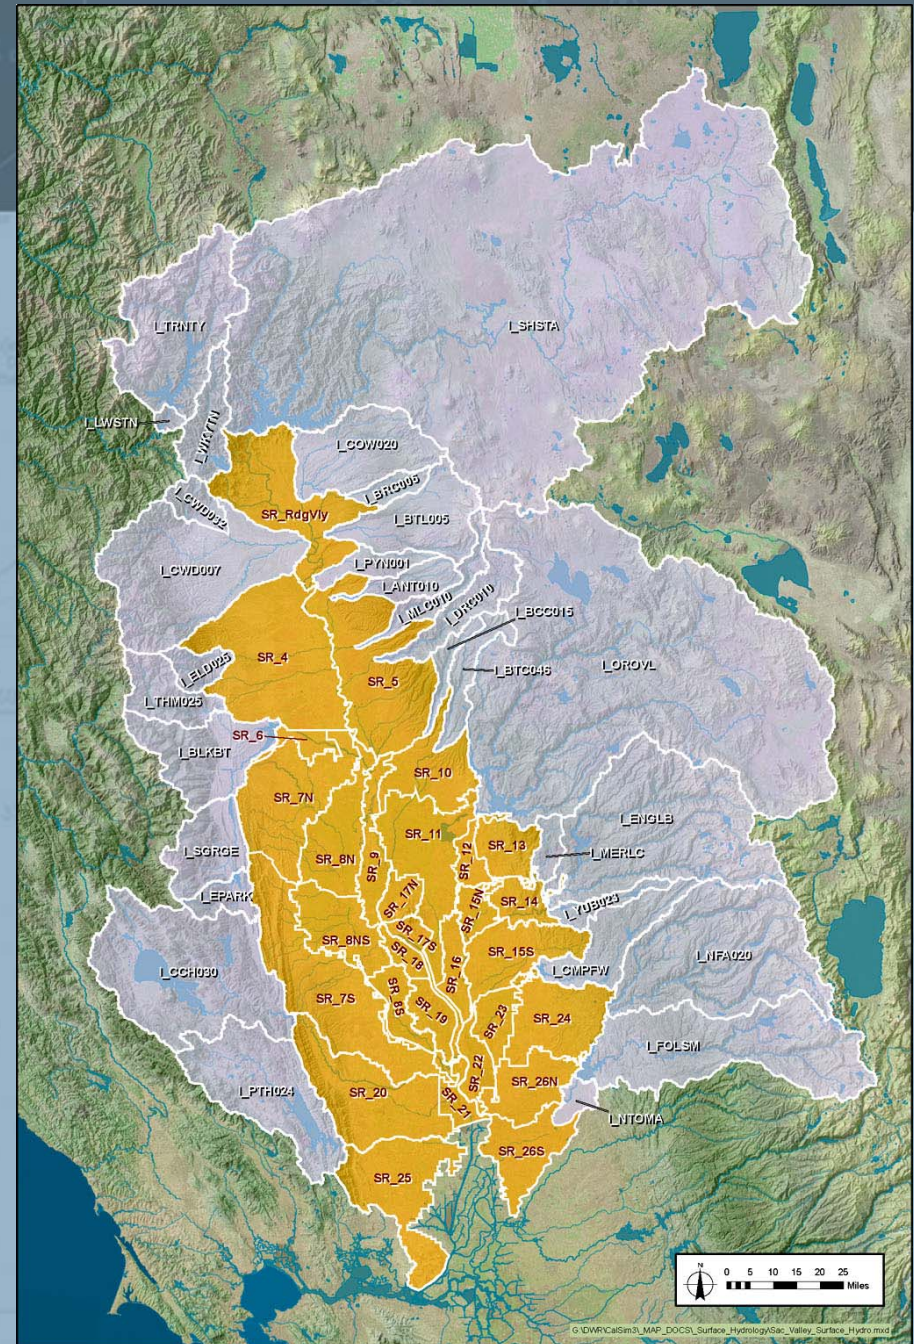 I_TRNTY
I_SHSTA
I_LWSTN
I_WKYTN
I_COW020
I_BRC005
I_CWD032
SR_RdgVly
I_BTL005
I_CWD007
I_PYN001
I_ANT010
I_MLC010
I_DRC010
I_BCC015
I_ELD025
SR_4
I_BTC046
I_OROVL
SR_5
I_THM025
SR_6
I_BLKBT
SR_10
SR_7N
I_ENGLB
SR_11
SR_12
SR_13
I_SGRGE
SR_8N
SR_9
I_MERLC
I_EPARK
SR_17N
SR_15N
SR_14
I_YUB023
SR_8NS
SR_17S
SR_18
SR_15S
I_NFA020
I_CCH030
I_CMPFW
SR_16
SR_7S
SR_8S
SR_19
SR_23
SR_24
I_FOLSM
I_PTH024
SR_20
SR_22
SR_26N
SR_21
I_NTOMA
SR_26S
SR_25
N
0 5 10 15 20 25
Miles
G:\DWR\CalSim3\_MAP_DOCS\_Surface_Hydrology\Sac_Valley_Surface_Hydro.mxd